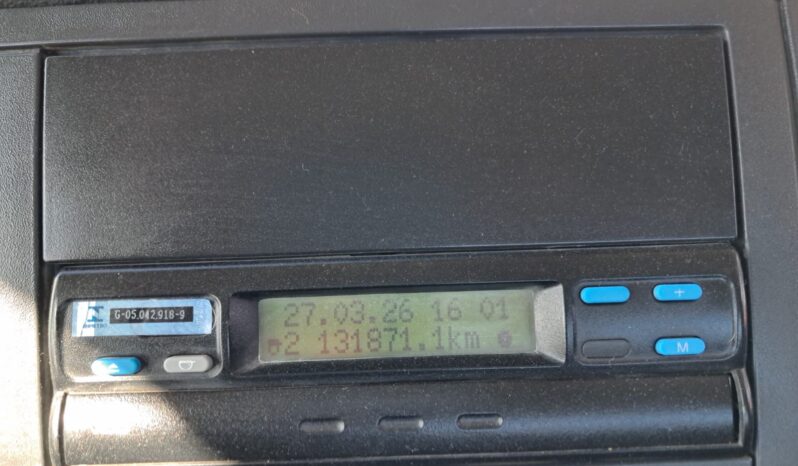 27.03.26 16 01
2 131871.1km
G-05.042.918-9
+
M